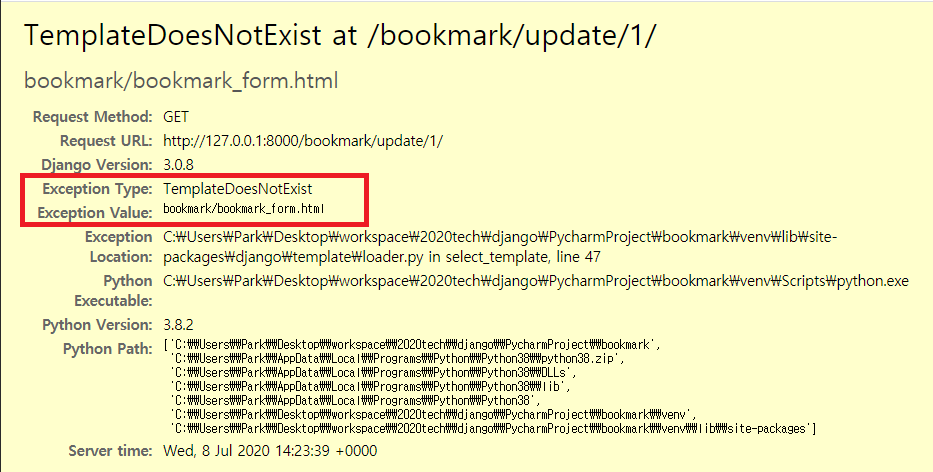 TemplateDoesNotExist at /bookmark/update/1/
bookmark/bookmark_form.html
Request Method: GET
Request URL: http://127.0.0.1:8000/bookmark/update/1/
Django Version: 3.0.8
Exception Type: TemplateDoesNotExist
Exception Value: bookmark/bookmark_form.html
Exception C:₩Users₩Park₩Desktop₩workspace₩2020tech₩django₩PycharmProject₩bookmark₩venv₩lib₩site-
Location: packages₩django₩template₩loader.py in select_template, line 47
Python C:₩Users₩Park₩Desktop₩workspace₩2020tech₩django₩PycharmProject₩bookmark₩venv₩Scripts₩python.exe
Executable:
Python Version: 3.8.2
Python Path: ['C:₩₩Users₩₩Park₩₩Desktop₩₩workspace₩₩2020tech₩₩django₩₩PycharmProject₩₩bookmark',
'C:₩₩Users₩₩Park₩₩AppData₩₩Local₩₩Programs₩₩Python₩₩Python38₩₩python38.zip',
'C:₩₩Users₩₩Park₩₩AppData₩₩Local₩₩Programs₩₩Python₩₩Python38₩₩DLLs',
'C:₩₩Users₩₩Park₩₩AppData₩₩Local₩₩Programs₩₩Python₩₩Python38₩₩lib',
'C:₩₩Users₩₩Park₩₩AppData₩₩Local₩₩Programs₩₩Python₩₩Python38',
'C:₩₩Users₩₩Park₩₩Desktop₩₩workspace₩₩2020tech₩₩django₩₩PycharmProject₩₩bookmark₩₩venv',
'C:₩₩Users₩₩Park₩₩Desktop₩₩workspace₩₩2020tech₩₩django₩₩PycharmProject₩₩bookmark₩₩venv₩₩lib₩₩site-packages']
Server time: Wed, 8 Jul 2020 14:23:39 +0000